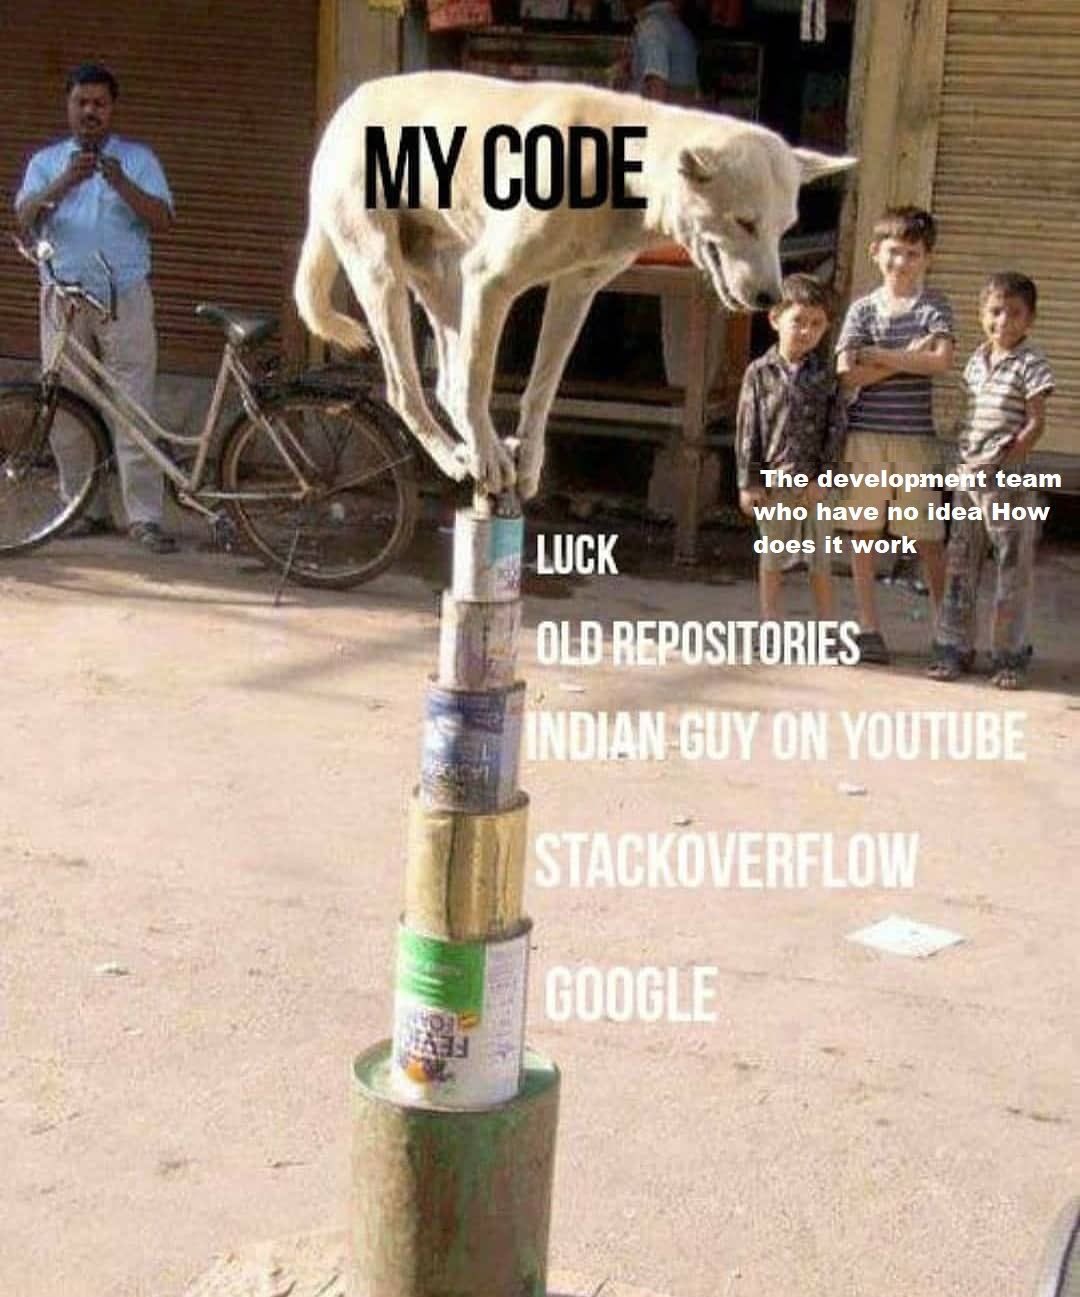 MY CODE
The development team
who have no idea How
does it work
LUCK
OLD REPOSITORIES
INDIAN GUY ON YOUTUBE
STACKOVERFLOW
GOOGLE